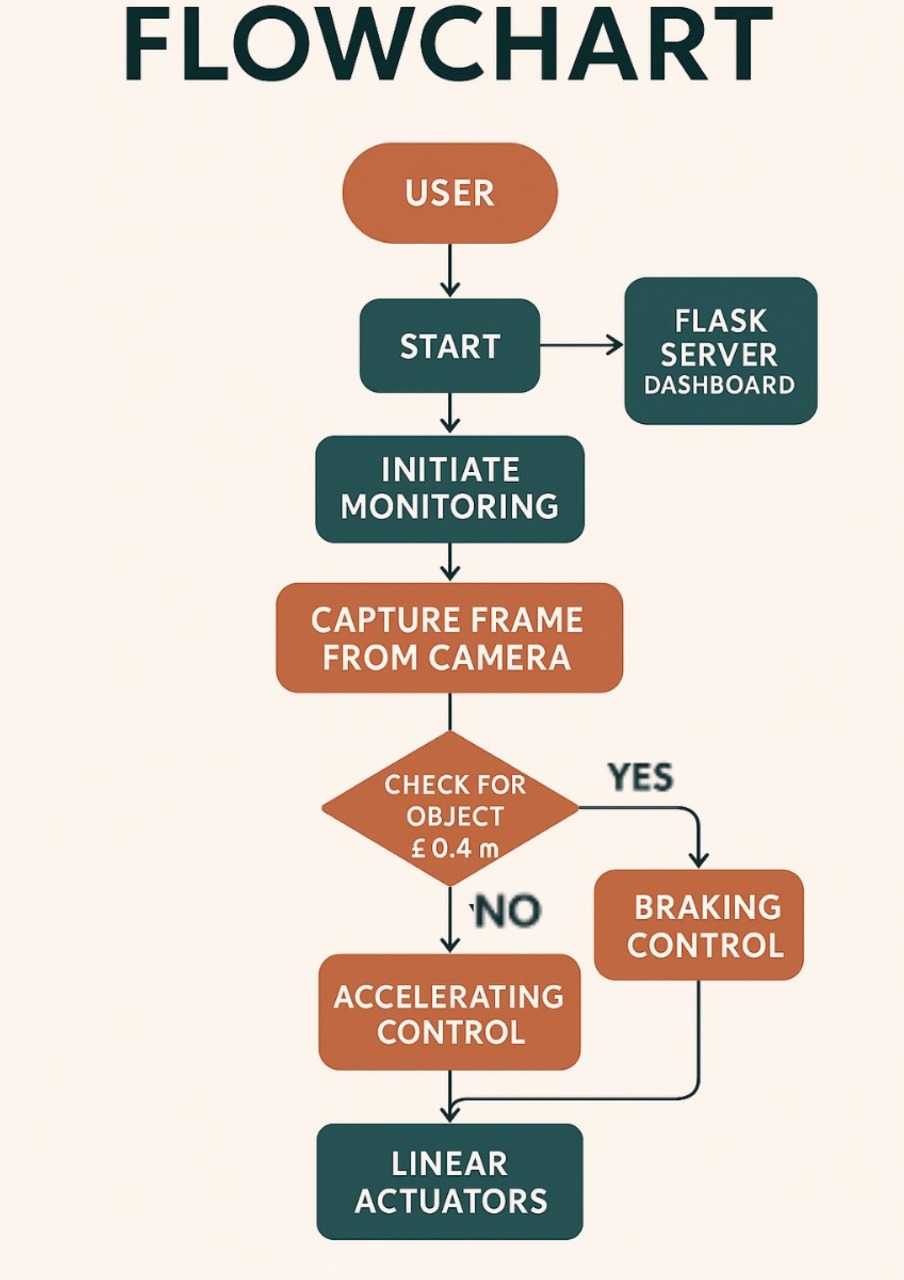 FLOWCHART
USER
START
FLASK
SERVER
DASHBOARD
INITIATE
MONITORING
CAPTURE FRAME
FROM CAMERA
CHECK FOR
OBJECT
£ 0.4 m
YES
NO
BRAKING
CONTROL
ACCELERATING
CONTROL
LINEAR
ACTUATORS